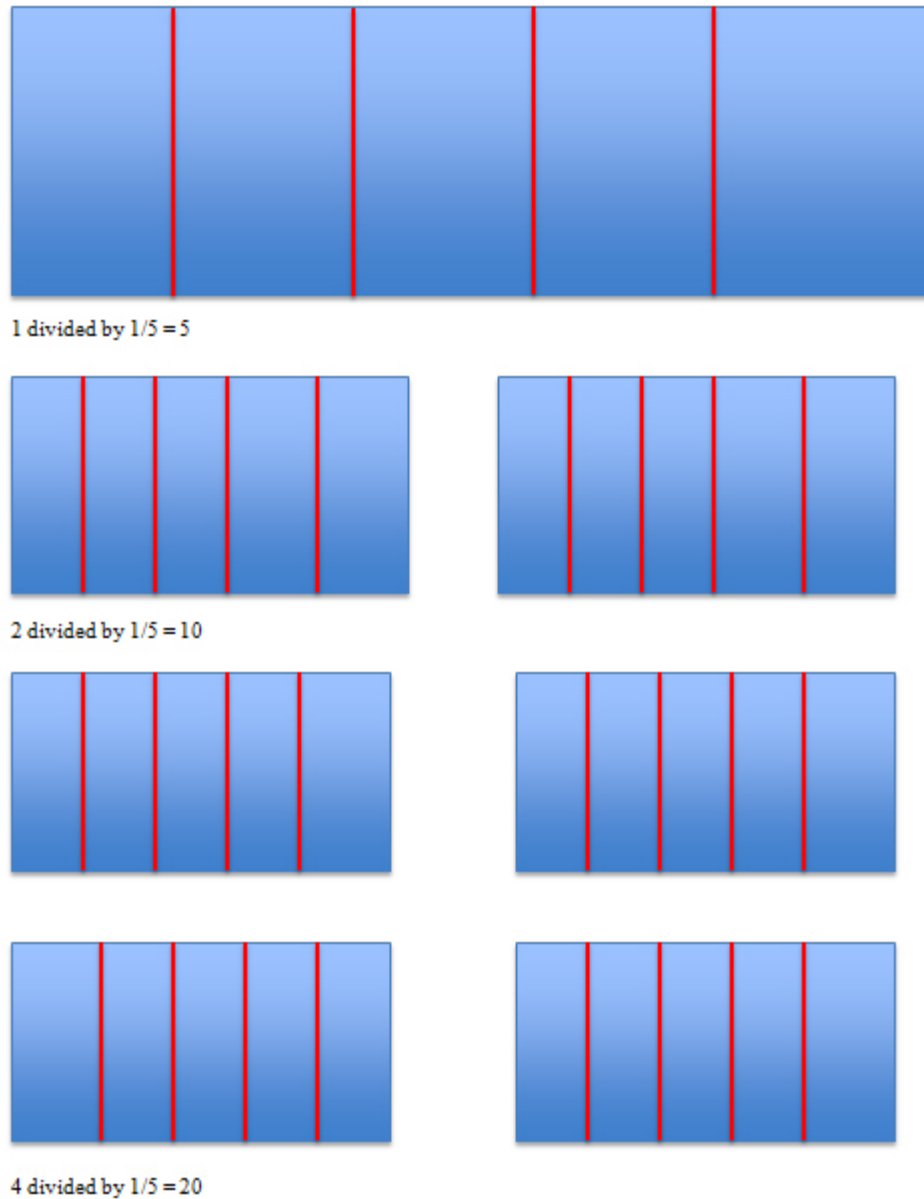 1 divided by 1/5 = 5
2 divided by 1/5 = 10
4 divided by 1/5 = 20